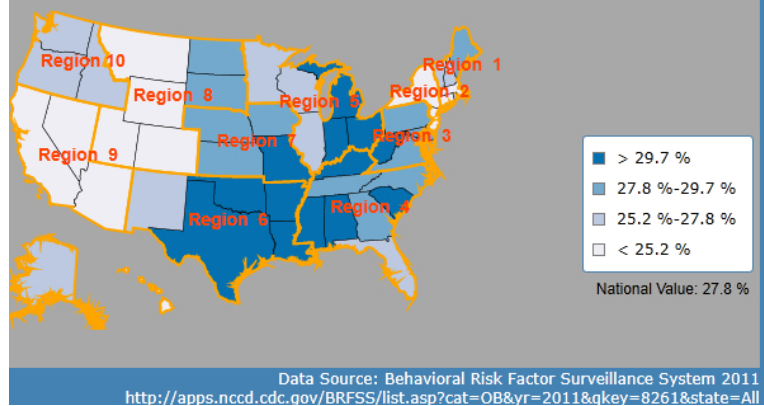 Region 1
Region 10
Region 2
Region 8
Region 5
Region 3
Region 7
Region 9
Region 4
Region 6
> 29.7 %
27.8 %-29.7 %
25.2 %-27.8 %
< 25.2 %
National Value: 27.8 %
Data Source: Behavioral Risk Factor Surveillance System 2011
http://apps.nccd.cdc.gov/BRFSS/list.asp?cat=OB&yr=2011&qkey=8261&state=All